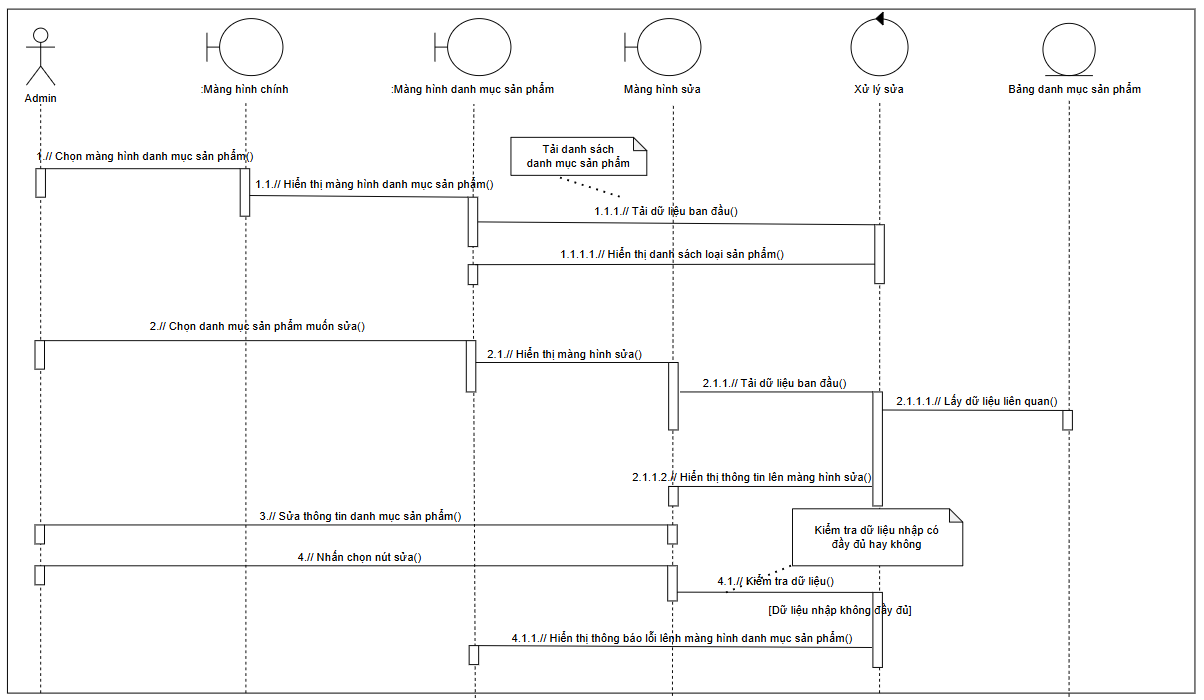 Admin
:Màng hình chính
:Màng hình danh mục sản phẩm
Màng hình sửa
Xử lý sửa
Bảng danh mục sản phẩm
1.// Chọn màng hình danh mục sản phẩm()
Tải danh sách
danh mục sản phẩm
1.1.// Hiển thị màng hình danh mục sản phẩm()
1.1.1.// Tải dữ liệu ban đầu()
1.1.1.1.// Hiển thị danh sách loại sản phẩm()
2.// Chọn danh mục sản phẩm muốn sửa()
2.1.// Hiển thị màng hình sửa()
2.1.1.// Tải dữ liệu ban đầu()
2.1.1.1.// Lấy dữ liệu liên quan()
2.1.1.2.// Hiển thị thông tin lên màng hình sửa()
3.// Sửa thông tin danh mục sản phẩm()
Kiểm tra dữ liệu nhập có
đầy đủ hay không
4.// Nhấn chọn nút sửa()
4.1.// Kiểm tra dữ liệu()
[Dữ liệu nhập không đầy đủ]
4.1.1.// Hiển thị thông báo lỗi lênh màng hình danh mục sản phẩm()